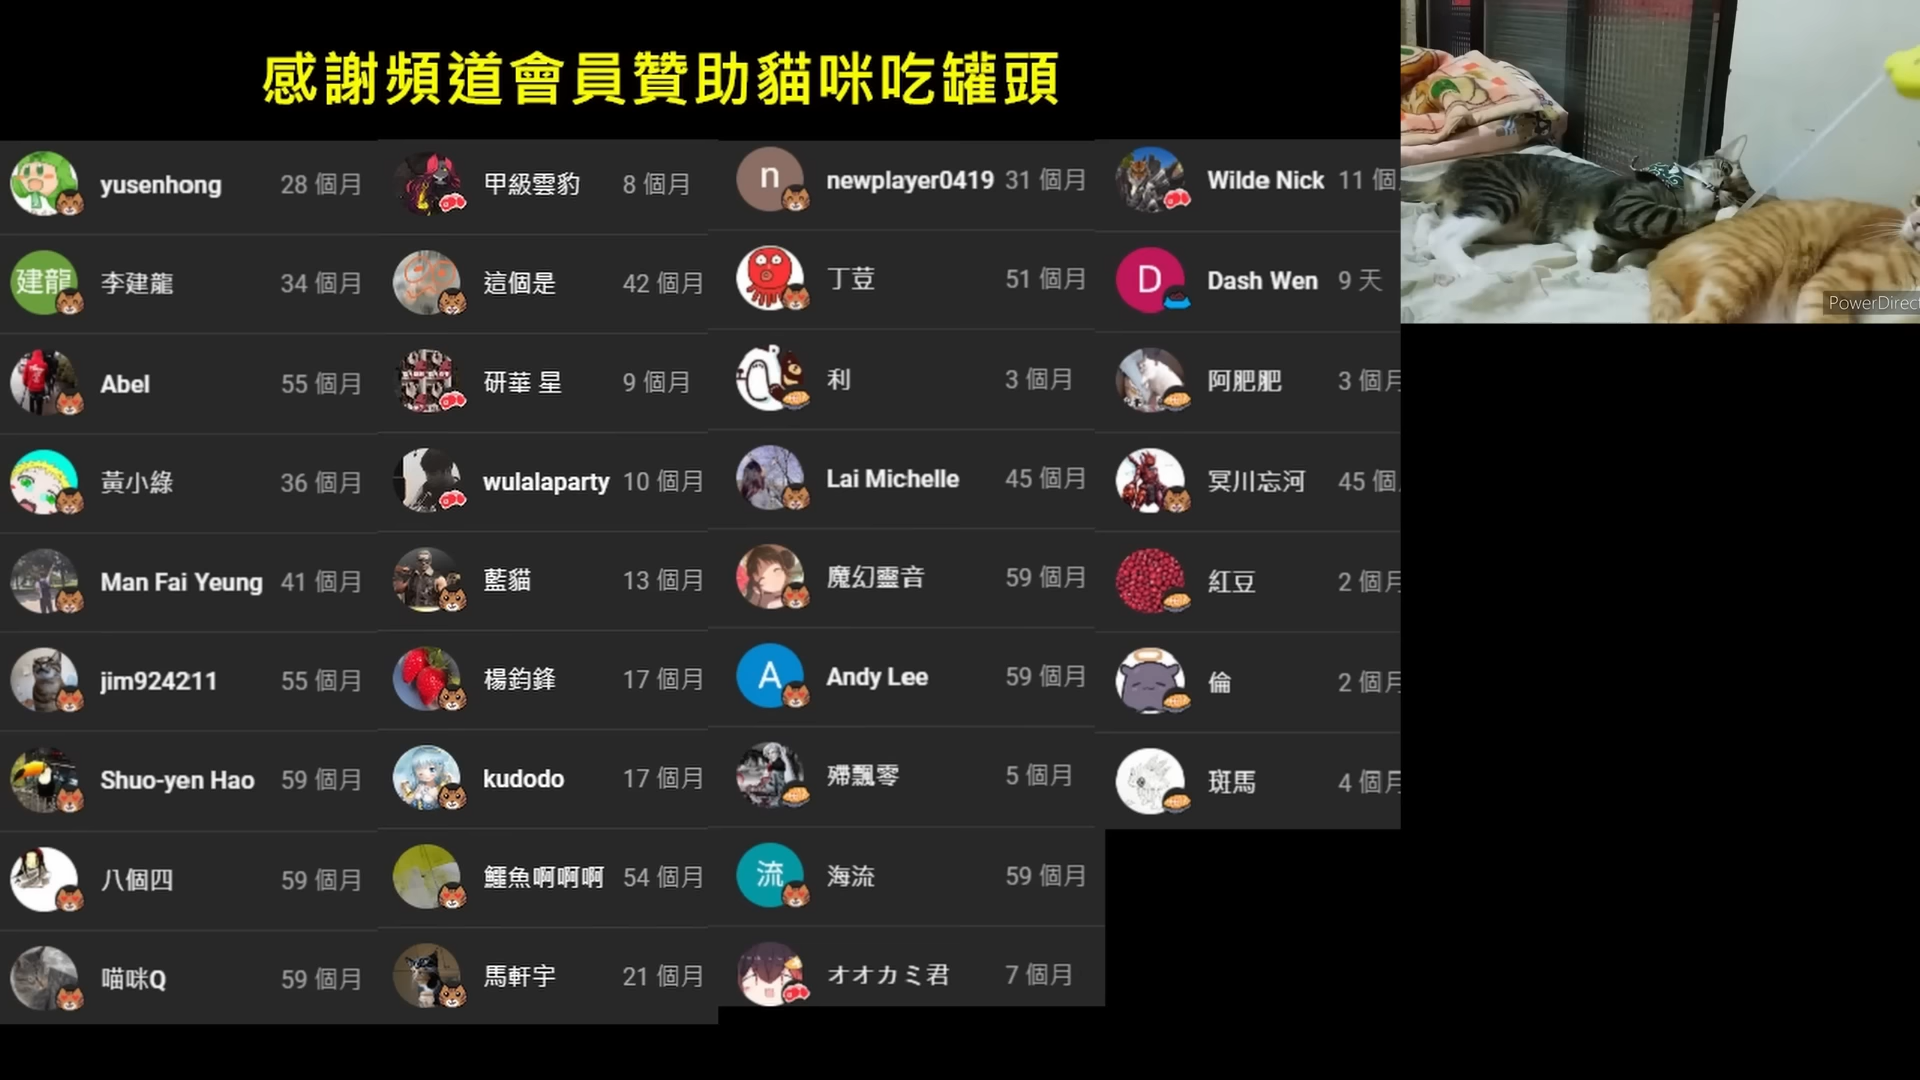 感謝頻道會員贊助貓咪吃罐頭
yusenhong 28 個月
建龍 李建龍 34 個月
Abel 55 個月
黃小綠 36 個月
Man Fai Yeung 41 個月
jim924211 55 個月
Shuo-yen Hao 59 個月
八個四 59 個月
喵咪Q 59 個月
甲級雲豹 8 個月
這個是 42 個月
研華 星 9 個月
wulalaparty 10 個月
藍貓 13 個月
楊鈞鋒 17 個月
kudodo 17 個月
鱷魚啊啊啊 54 個月
馬軒宇 21 個月
n newplayer0419 31 個月
丁荳 51 個月
利 3 個月
Lai Michelle 45 個月
魔幻靈音 59 個月
A Andy Lee 59 個月
殢飄零 5 個月
流 海流 59 個月
オオカミ君 7 個月
Wilde Nick 11 個
D Dash Wen 9 天
阿肥肥 3 個月
冥川忘河 45 個
紅豆 2 個月
倫 2 個月
斑馬 4 個月
PowerDirect